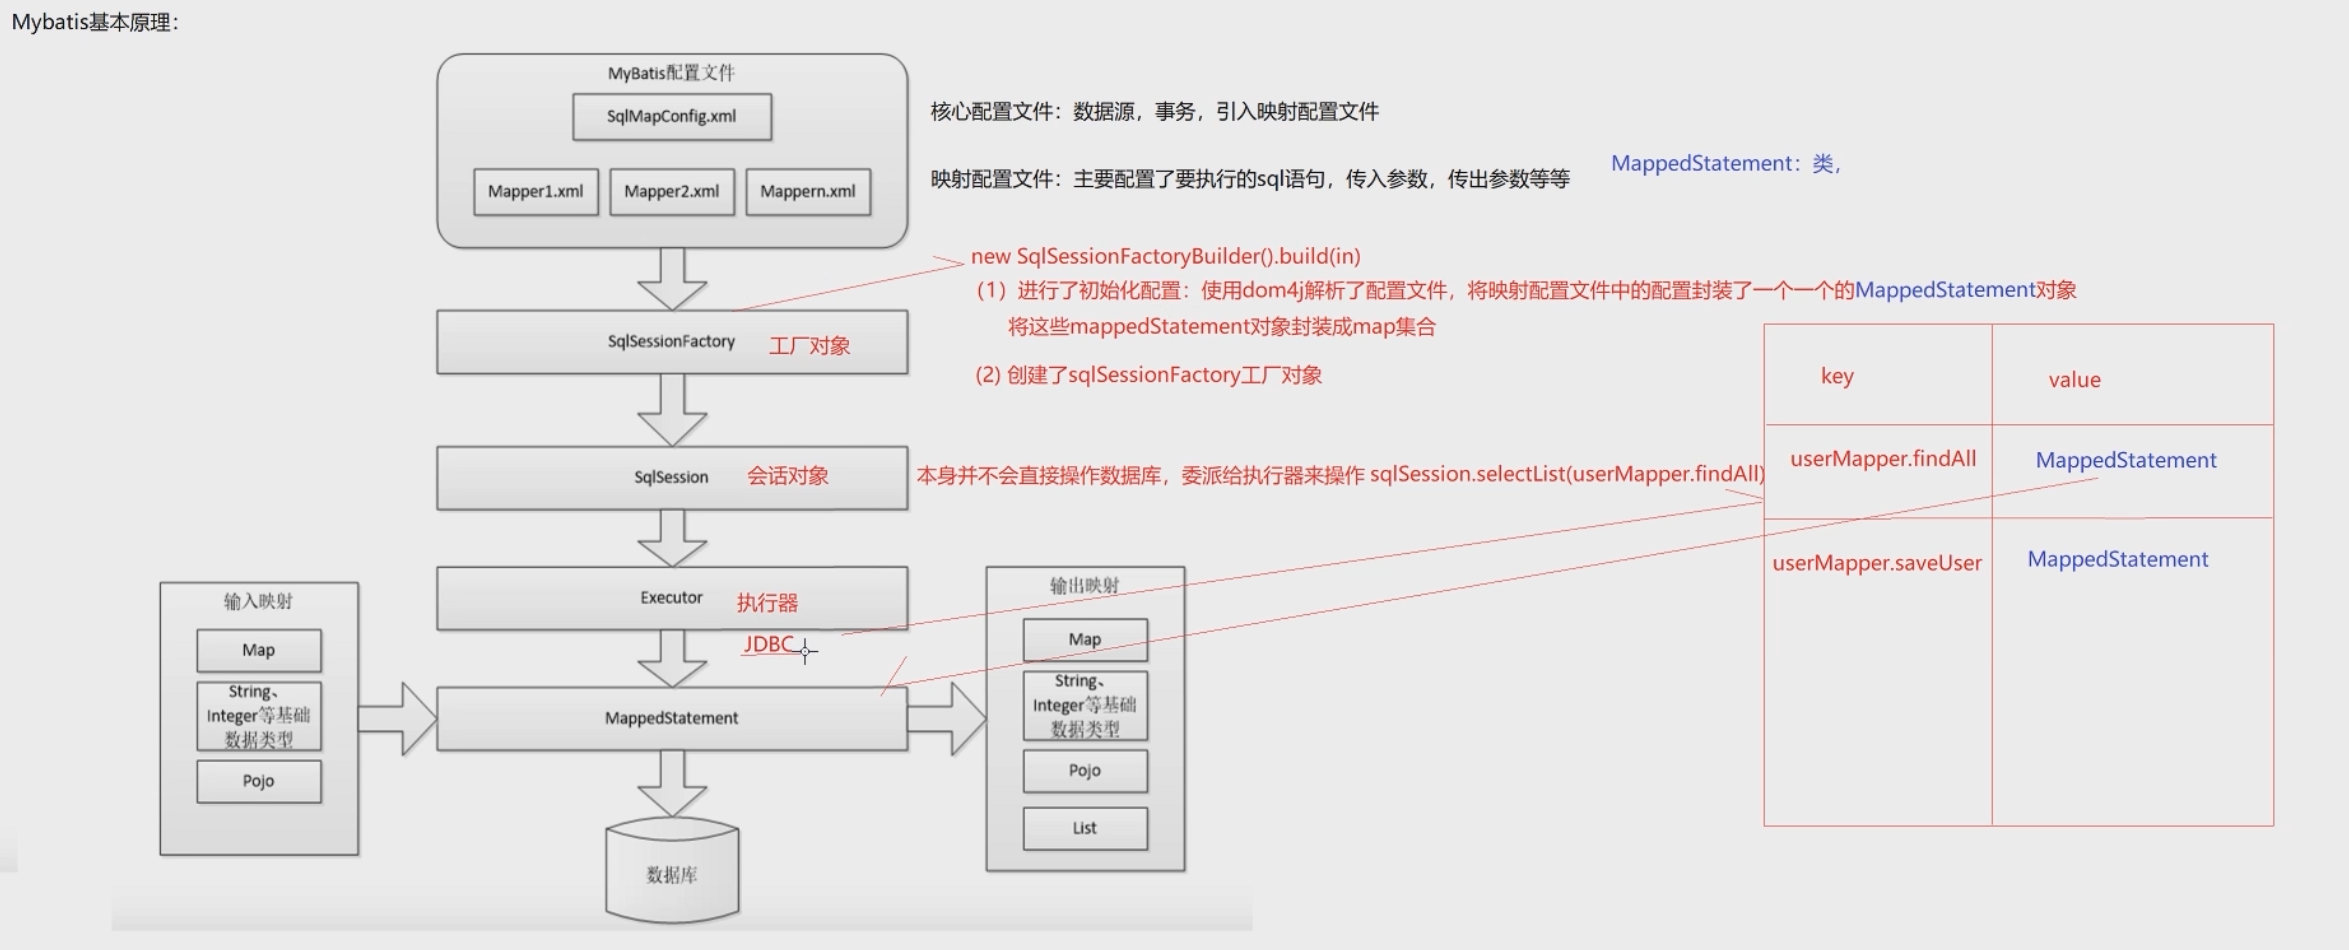 Mybatis基本原理：
MyBatis配置文件
SqlMapConfig.xml
Mapper1.xml
Mapper2.xml
Mappern.xml
核心配置文件：数据源，事务，引入映射配置文件
映射配置文件：主要配置了要执行的sql语句，传入参数，传出参数等等
MappedStatement：类，
new SqlSessionFactoryBuilder().build(in)
（1）进行了初始化配置：使用dom4j解析了配置文件，将映射配置文件中的配置封装了一个一个的MappedStatement对象
将这些mappedStatement对象封装成map集合
SqlSessionFactory 工厂对象
(2) 创建了sqlSessionFactory工厂对象
key
value
SqlSession 会话对象
本身并不会直接操作数据库，委派给执行器来操作 sqlSession.selectList(userMapper.findAll)
userMapper.findAll
MappedStatement
userMapper.saveUser
MappedStatement
Executor 执行器
JDBC
输入映射
Map
String、
Integer等基础
数据类型
Pojo
MappedStatement
输出映射
Map
String、
Integer等基础
数据类型
Pojo
List
数据库